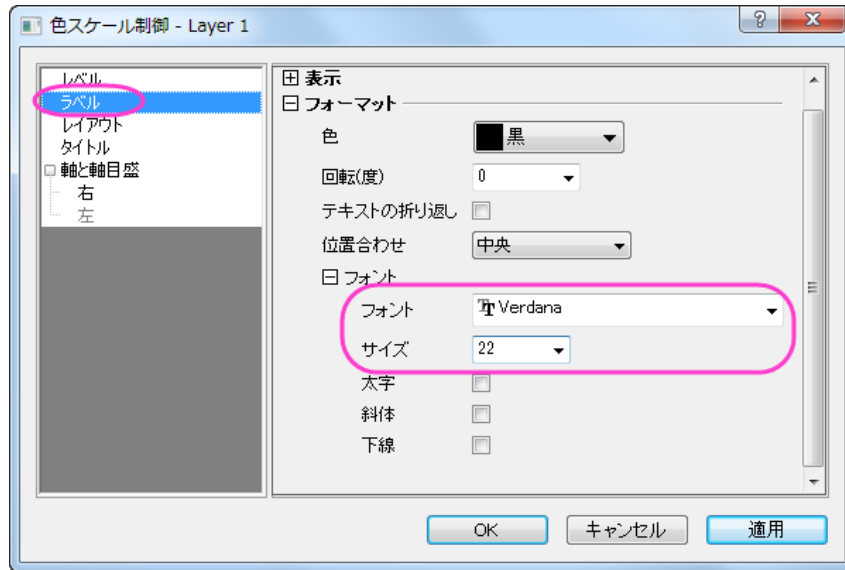 色スケール制御 - Layer 1
レベル
ラベル
レイアウト
タイトル
軸と軸目盛
右
左
表示
フォーマット
色 黒
回転(度) 0
テキストの折り返し
位置合わせ 中央
フォント
フォント Verdana
サイズ 22
太字
斜体
下線
OK キャンセル 適用